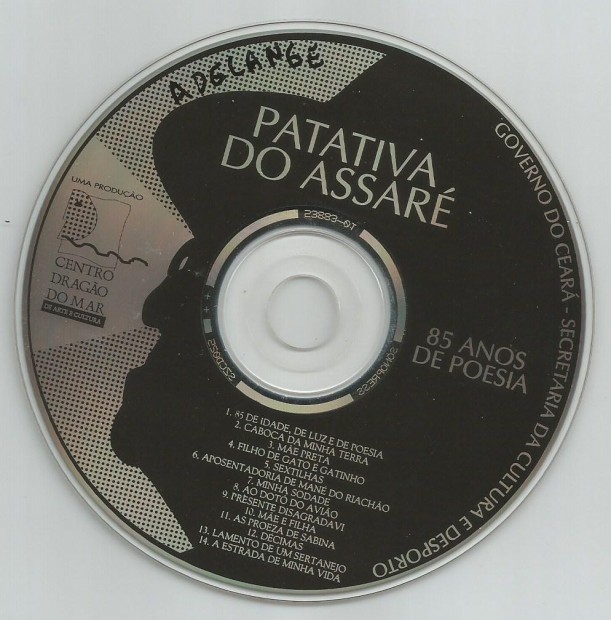 ADELANGE
PATATIVA
DO ASSARÉ
GOVERNO DO CEARÁ - SECRETARIA DA CULTURA E DESPORTO
UMA PRODUÇÃO
CENTRO
DRAGÃO
DO MAR
DE ARTE E CULTURA
23883-01
85 ANOS
DE POESIA
1. 85 DE IDADE, DE LUZ E DE POESIA
2. CABOCA DA MINHA TERRA
3. MÃE PRETA
4. FILHO DE GATO E GATINHO
5. SEXTILHAS
6. APOSENTADORIA DE MANÉ DO RIACHÃO
7. MINHA SODADE
8. AO DOTÔ DO AVIÃO
9. PRESENTE DISAGRADAVI
10. MÃE E FILHA
11. AS PROEZA DE SABINA
12. DECIMAS
13. LAMENTO DE UM SERTANEJO
14. A ESTRADA DE MINHA VIDA